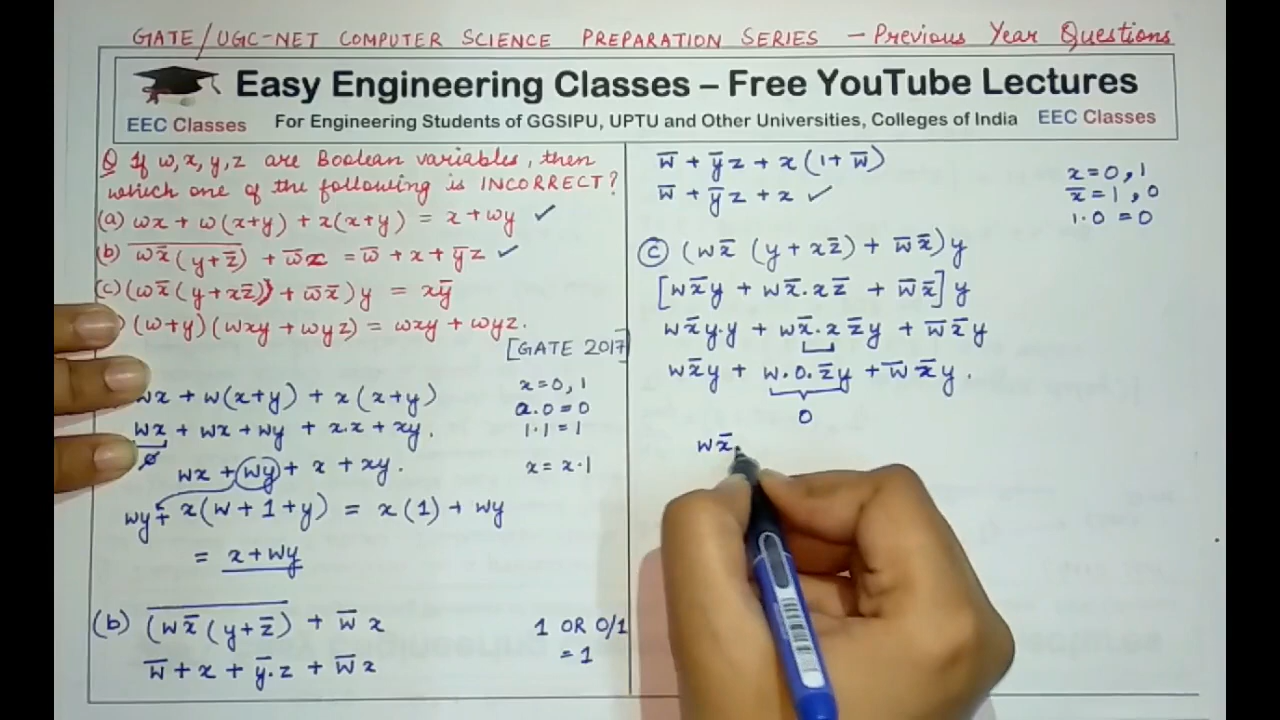 GATE/UGC-NET COMPUTER SCIENCE PREPARATION SERIES - Previous Year Questions
Easy Engineering Classes – Free YouTube Lectures
EEC Classes
For Engineering Students of GGSIPU, UPTU and Other Universities, Colleges of India
EEC Classes
Q If w, x, y, z are Boolean variables, then
which one of the following is INCORRECT?
(a) wx + w(x+y) + x(x+y) = x + wy ✓
(b) \overline{wx̄(y+z̄)} + w̄x = w̄ + x + ȳz ✓
(c) (wx̄(y+xz̄) + w̄x̄)y = xȳ
) (w+y)(wxy + wyz) = wxy + wyz.
[GATE 2017]
wx + w(x+y) + x(x+y)
wx + wx + wy + x.x + xy.
wx + wy + x + xy.
wy + x(w + 1 + y) = x(1) + wy
= x + wy
x = 0, 1
a.0 = 0
1.1 = 1
x = x.1
(b) \overline{(wx̄(y+z̄)} + w̄ x
w̄ + x + ȳ.z + w̄x
1 OR 0/1
= 1
w̄ + ȳz + x(1+w̄)
w̄ + ȳz + x ✓
x = 0, 1
x̄ = 1, 0
1.0 = 0
(c) (wx̄ (y + xz̄) + w̄x̄)y
[wx̄y + wx̄.xz̄ + w̄x̄]y
wx̄y.y + wx̄.xz̄y + w̄x̄y
wx̄y + w.0.z̄y + w̄x̄y.
0
wx̄